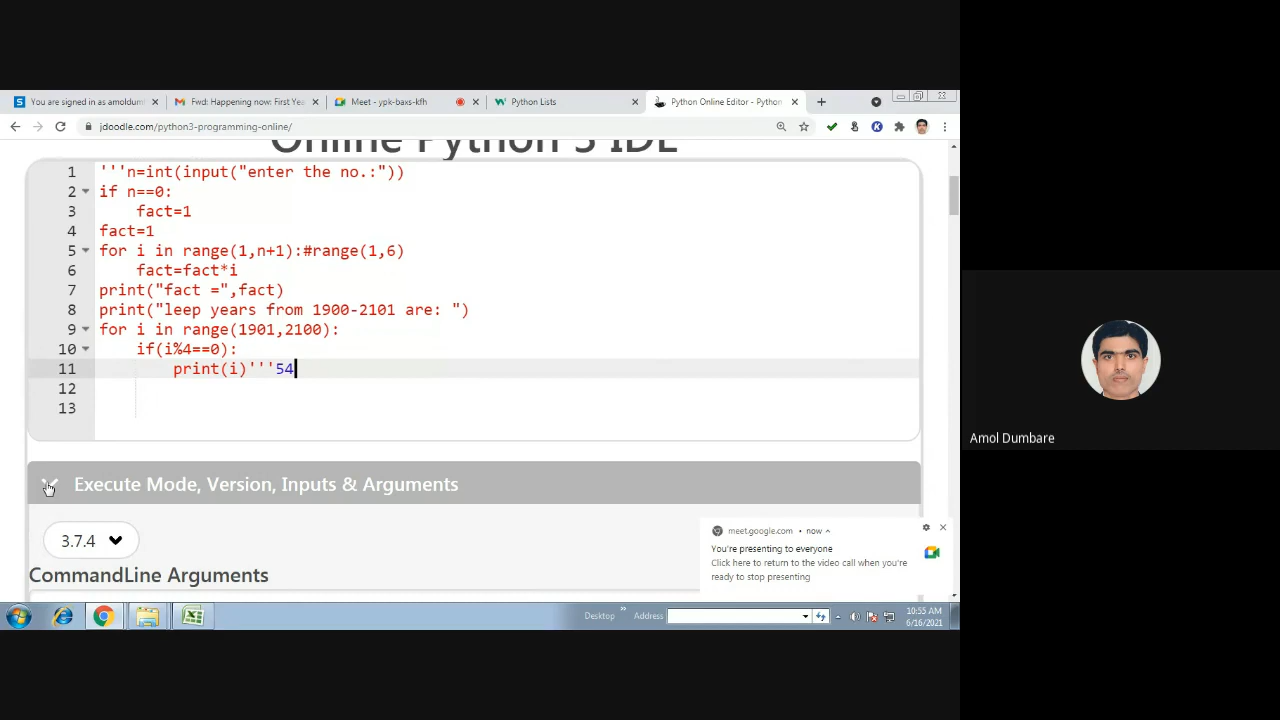 You are signed in as amoldum
Fwd: Happening now: First Yea
Meet - ypk-baxs-kfh
Python Lists
Python Online Editor - Python
jdoodle.com/python3-programming-online/
Online Python 3 IDE
1 '''n=int(input("enter the no.:"))
2 if n==0:
3 fact=1
4 fact=1
5 for i in range(1,n+1):#range(1,6)
6 fact=fact*i
7 print("fact =",fact)
8 print("leep years from 1900-2101 are: ")
9 for i in range(1901,2100):
10 if(i%4==0):
11 print(i)'''54
12
13
Execute Mode, Version, Inputs & Arguments
3.7.4
CommandLine Arguments
meet.google.com • now
You're presenting to everyone
Click here to return to the video call when you're
ready to stop presenting
Desktop » Address
10:55 AM
6/16/2021
Amol Dumbare